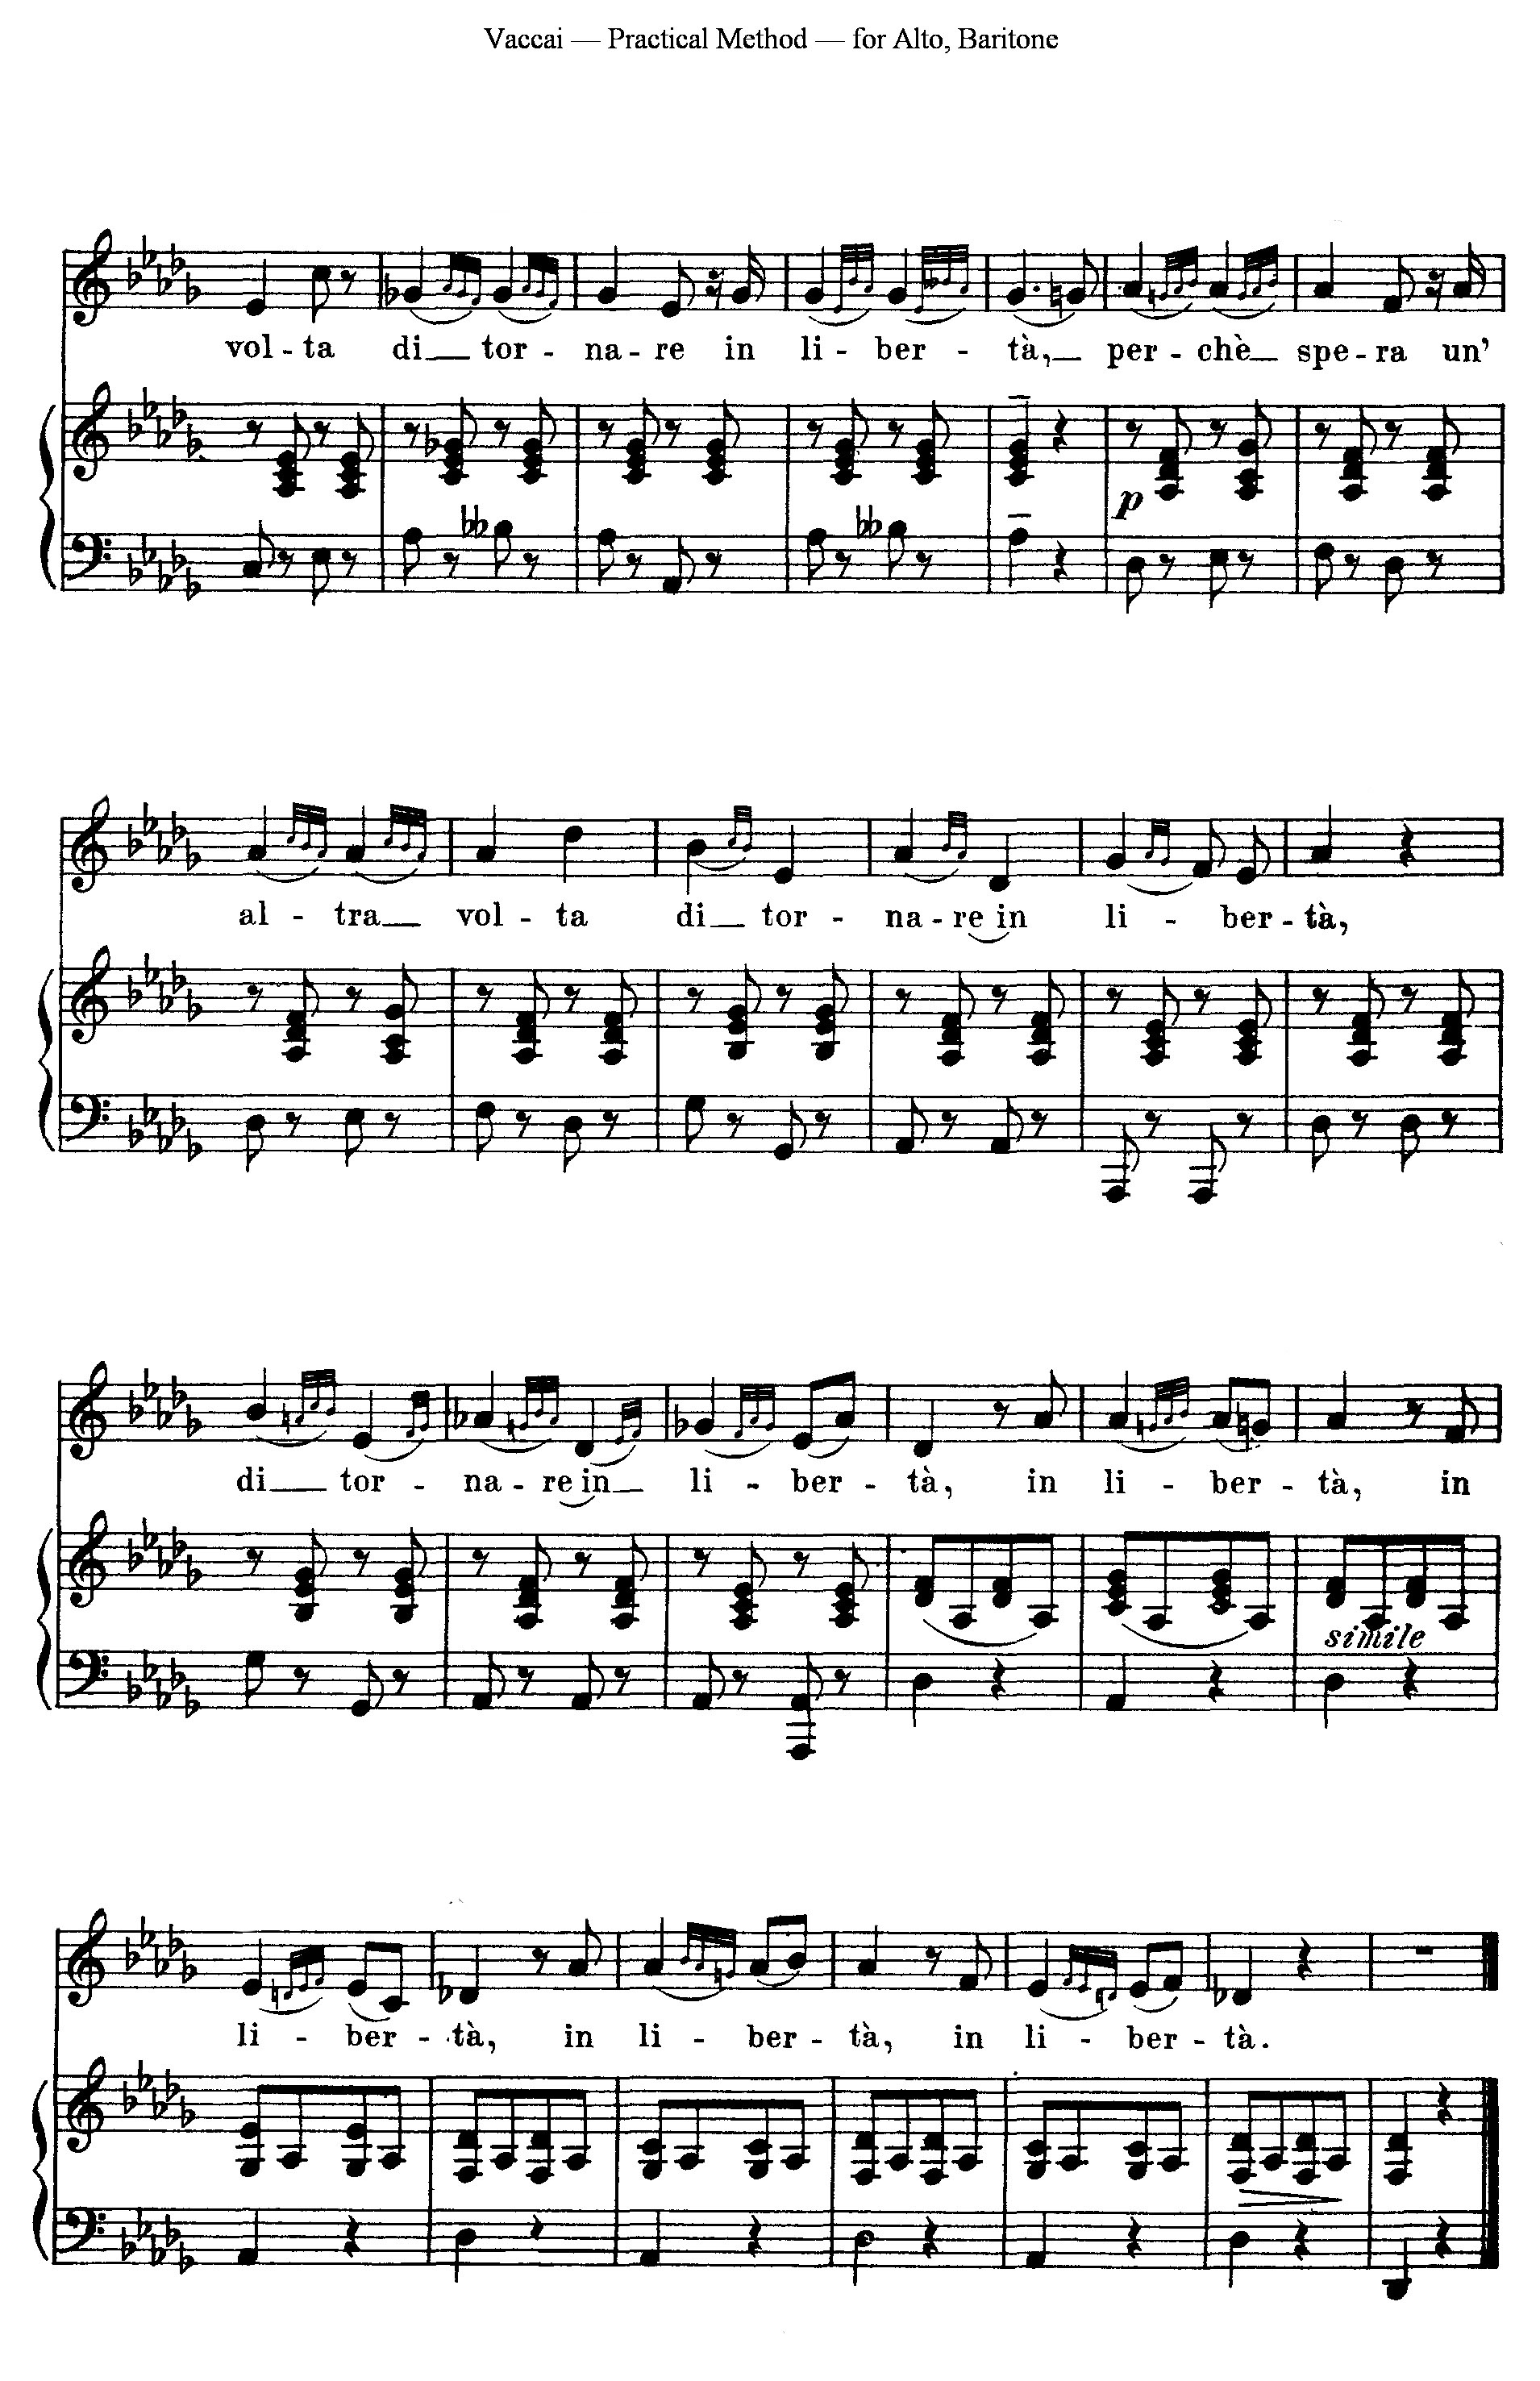 Vaccai — Practical Method — for Alto, Baritone
vol - ta di tor - na - re in li - ber - tà, per - chè spe - ra un'
p
al - tra vol - ta di tor - na - re in li - ber - tà,
di tor - na - re in li - ber - tà, in li - ber - tà, in
simile
li - ber - tà, in li - ber - tà, in li - ber - tà.